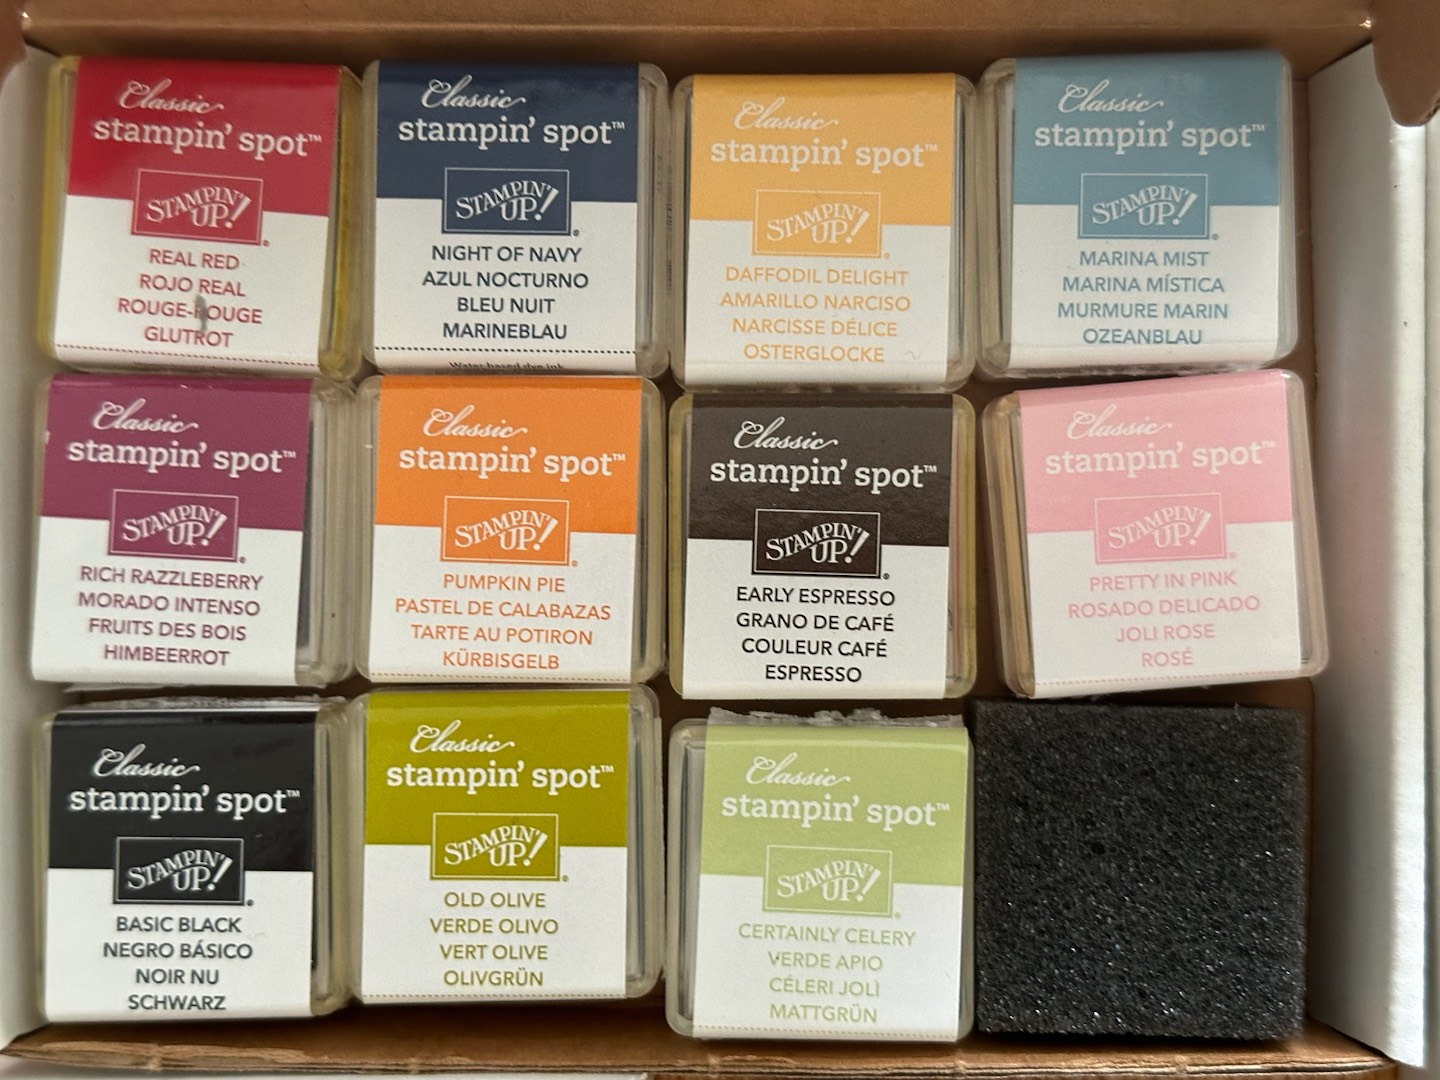 Classic
stampin' spot™
STAMPIN' UP!®
REAL RED
ROJO REAL
ROUGE-ROUGE
GLUTROT
Classic
stampin' spot™
STAMPIN' UP!®
NIGHT OF NAVY
AZUL NOCTURNO
BLEU NUIT
MARINEBLAU
Water-based dye ink
Classic
stampin' spot™
STAMPIN' UP!®
DAFFODIL DELIGHT
AMARILLO NARCISO
NARCISSE DÉLICE
OSTERGLOCKE
Classic
stampin' spot™
STAMPIN' UP!®
MARINA MIST
MARINA MÍSTICA
MURMURE MARIN
OZEANBLAU
Classic
stampin' spot™
STAMPIN' UP!®
RICH RAZZLEBERRY
MORADO INTENSO
FRUITS DES BOIS
HIMBEERROT
Classic
stampin' spot™
STAMPIN' UP!®
PUMPKIN PIE
PASTEL DE CALABAZAS
TARTE AU POTIRON
KÜRBISGELB
Classic
stampin' spot™
STAMPIN' UP!®
EARLY ESPRESSO
GRANO DE CAFÉ
COULEUR CAFÉ
ESPRESSO
Classic
stampin' spot™
STAMPIN' UP!®
PRETTY IN PINK
ROSADO DELICADO
JOLI ROSE
ROSÉ
Classic
stampin' spot™
STAMPIN' UP!®
BASIC BLACK
NEGRO BÁSICO
NOIR NU
SCHWARZ
Classic
stampin' spot™
STAMPIN' UP!®
OLD OLIVE
VERDE OLIVO
VERT OLIVE
OLIVGRÜN
Classic
stampin' spot™
STAMPIN' UP!®
CERTAINLY CELERY
VERDE APIO
CÉLERI JOLI
MATTGRÜN